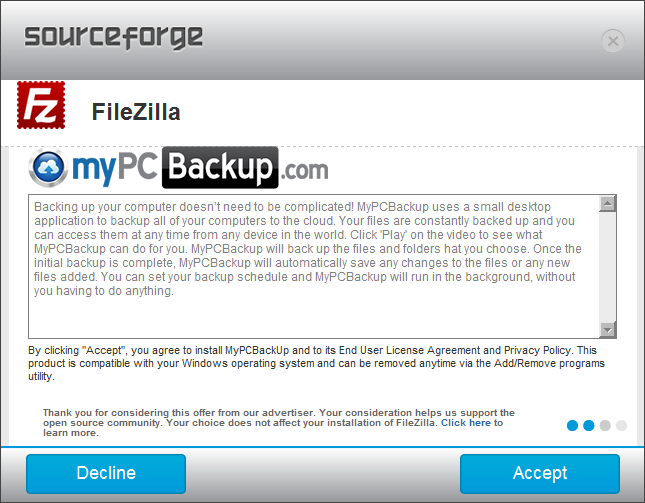 sourceforge
Fz
FileZilla
myPCBackup.com
Backing up your computer doesn't need to be complicated! MyPCBackup uses a small desktop
application to backup all of your computers to the cloud. Your files are constantly backed up and you
can access them at any time from any device in the world. Click 'Play' on the video to see what
MyPCBackup can do for you. MyPCBackup will back up the files and folders hat you choose. Once the
initial backup is complete, MyPCBackup will automatically save any changes to the files or any new
files added. You can set your backup schedule and MyPCBackup will run in the background, without
you having to do anything.
By clicking "Accept", you agree to install MyPCBackUp and to its End User License Agreement and Privacy Policy. This
product is compatible with your Windows operating system and can be removed anytime via the Add/Remove programs
utility.
Thank you for considering this offer from our advertiser. Your consideration helps us support the
open source community. Your choice does not affect your installation of FileZilla. Click here to
learn more.
Decline
Accept